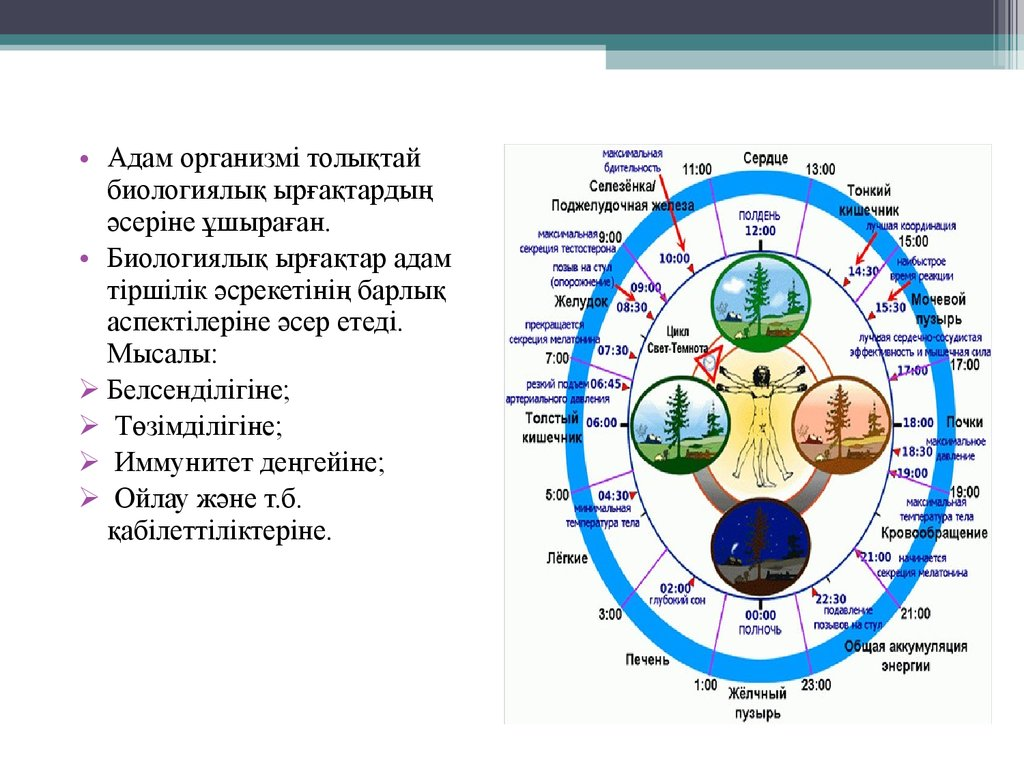 • Адам организмі толықтай
биологиялық ырғақтардың
әсеріне ұшыраған.
• Биологиялық ырғақтар адам
тіршілік әсрекетінің барлық
аспектілеріне әсер етеді.
Мысалы:
➢ Белсенділігіне;
➢ Төзімділігіне;
➢ Иммунитет деңгейіне;
➢ Ойлау және т.б.
қабілеттіліктеріне.
максимальная
бдительность
11:00
Сердце
13:00
Селезёнка/
Поджелудочная железа
Тонкий
кишечник
ПОЛДЕНЬ
12:00
лучшая координация
максимальная
секреция тестостерона
9:00
15:00
10:00
14:30
наибыстрое
время реакции
позыв на стул
(опорожнение)
09:00
Желудок
08:30
15:30
Мочевой
пузырь
прекращается
секреция мелатонина
Цикл
Свет-Темнота
лучшая сердечно-сосудистая
эффективность и мышечная сила
07:30
7:00
17:00
17:00
резкий подъем
артериального давления
06:45
Толстый
кишечник
06:00
18:00
Почки
максимальное
давление
18:30
19:00
5:00
04:30
минимальная
температура тела
19:00
максимальная
температура тела
Кровообращение
Лёгкие
21:00
начинается
секреция мелатонина
02:00
глубокий сон
22:30
подавление
позывов на стул
3:00
00:00
ПОЛНОЧЬ
21:00
Печень
Общая аккумуляция
энергии
1:00
Жёлчный
пузырь
23:00